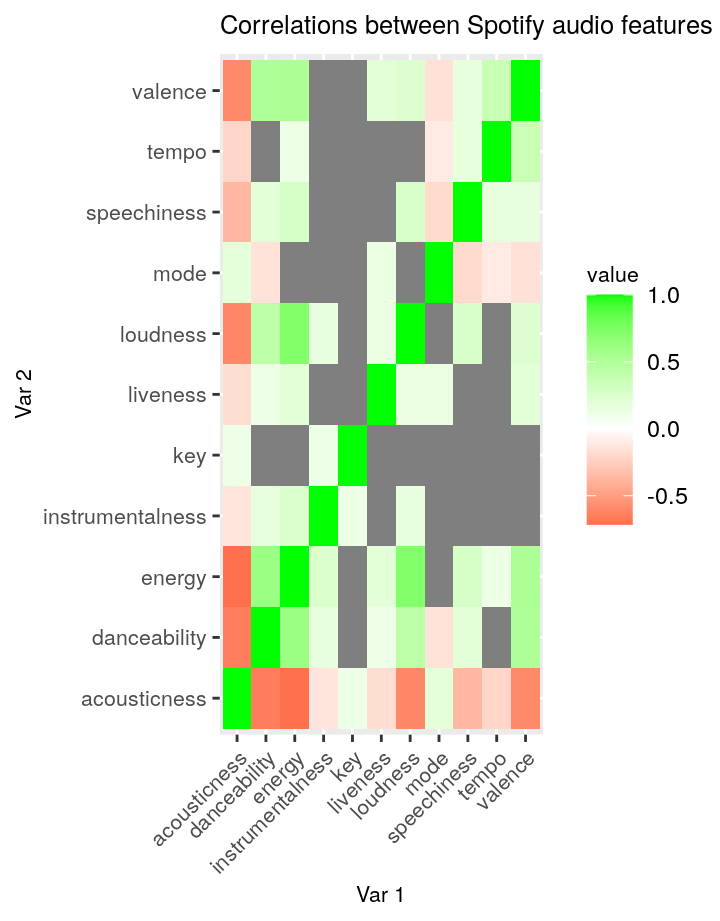 Correlations between Spotify audio features
valence
tempo
speechiness
mode
loudness
liveness
key
instrumentalness
energy
danceability
acousticness
Var 2
acousticness
danceability
energy
instrumentalness
key
liveness
loudness
mode
speechiness
tempo
valence
Var 1
value
1.0
0.5
0.0
-0.5